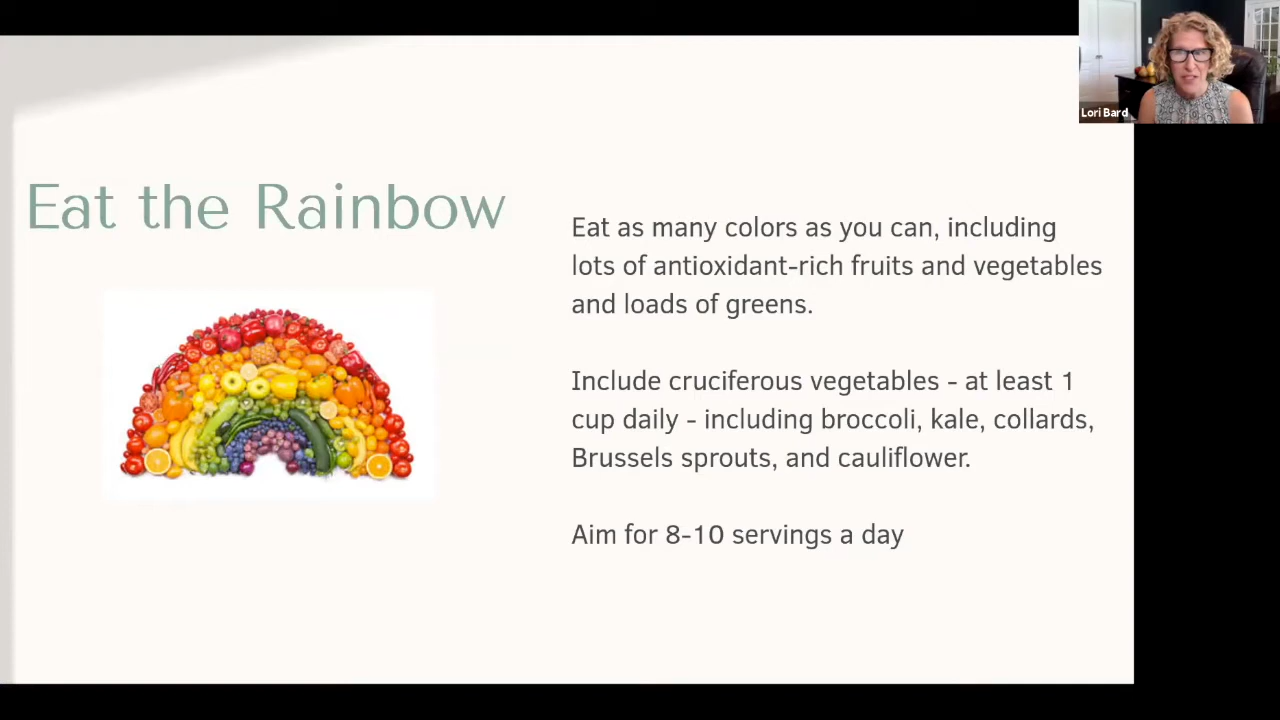 Lori Bard
Eat the Rainbow
Eat as many colors as you can, including
lots of antioxidant-rich fruits and vegetables
and loads of greens.
Include cruciferous vegetables - at least 1
cup daily - including broccoli, kale, collards,
Brussels sprouts, and cauliflower.
Aim for 8-10 servings a day